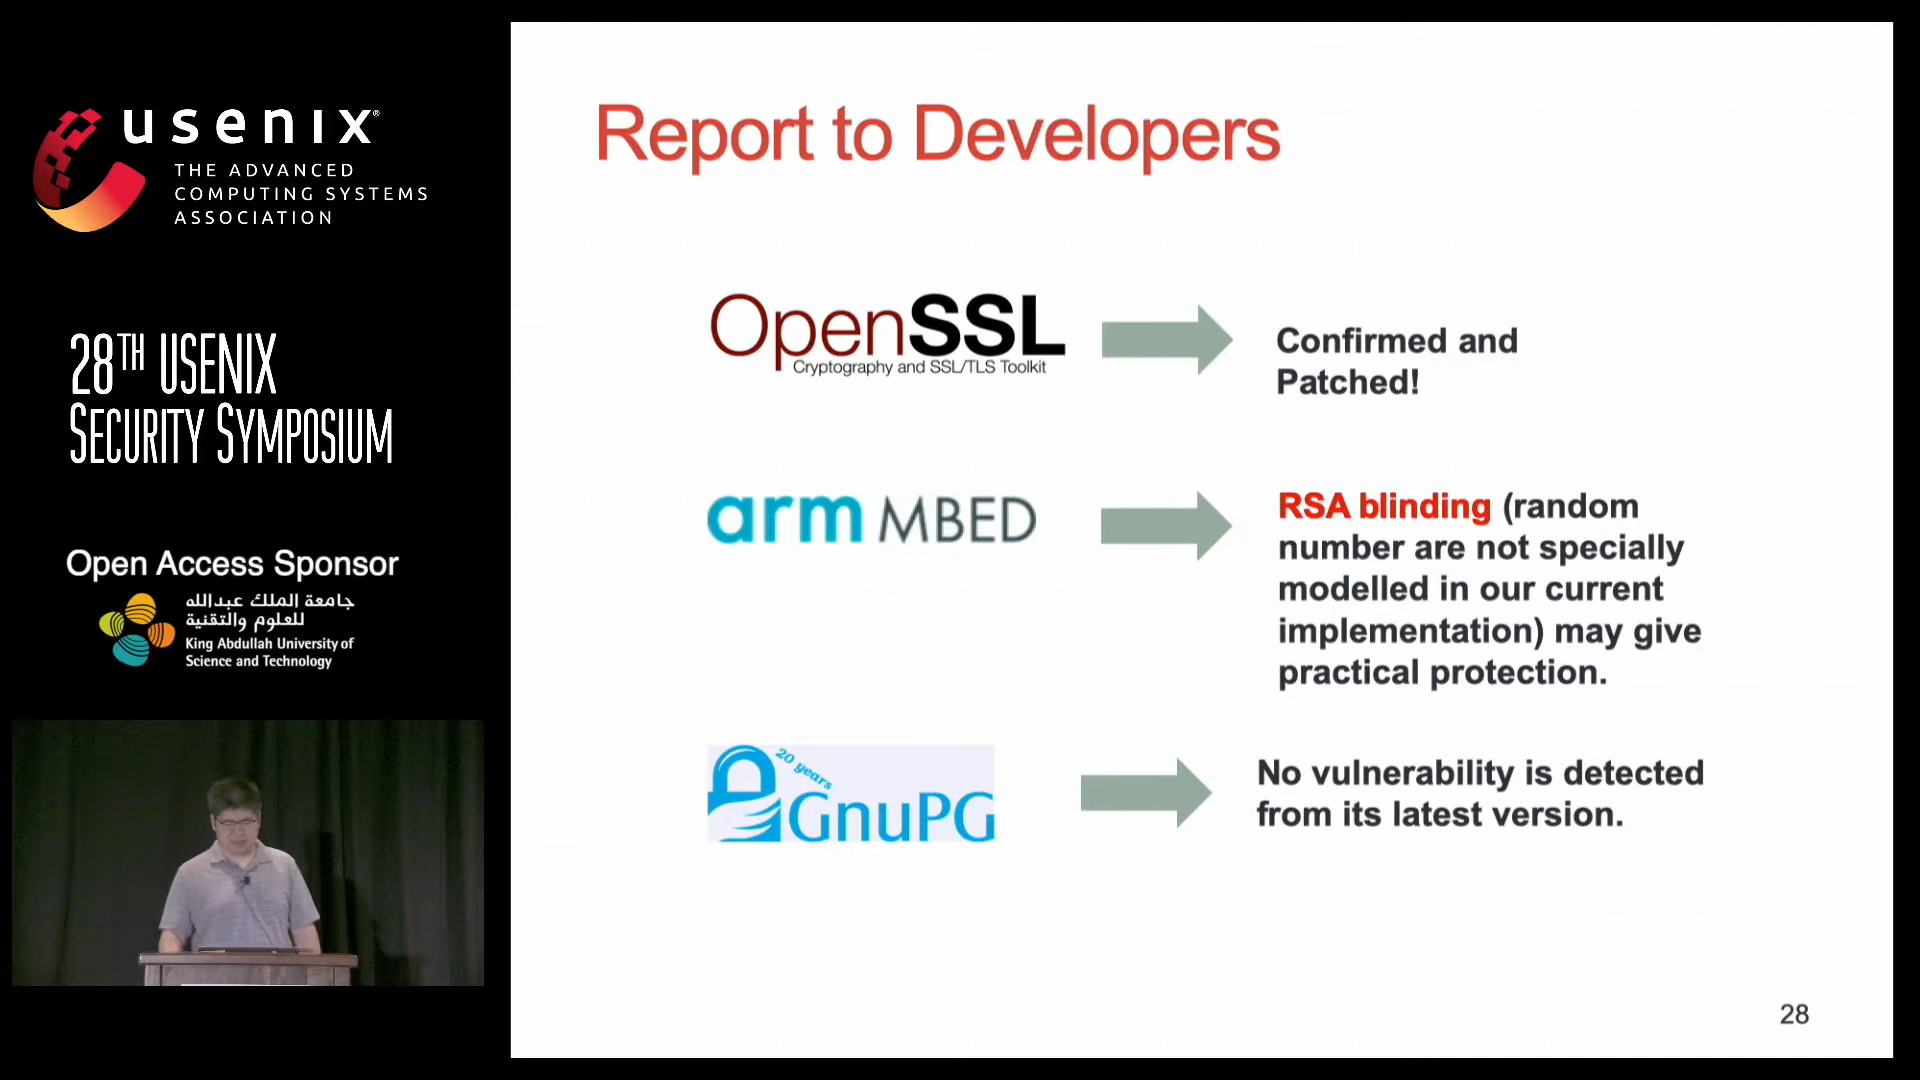 usenix®
THE ADVANCED
COMPUTING SYSTEMS
ASSOCIATION
28TH USENIX
SECURITY SYMPOSIUM
Open Access Sponsor
جامعة الملك عبدالله
للعلوم والتقنية
King Abdullah University of
Science and Technology
Report to Developers
OpenSSL
Cryptography and SSL/TLS Toolkit
Confirmed and
Patched!
arm MBED
RSA blinding (random
number are not specially
modelled in our current
implementation) may give
practical protection.
20 years
GnuPG
No vulnerability is detected
from its latest version.
28